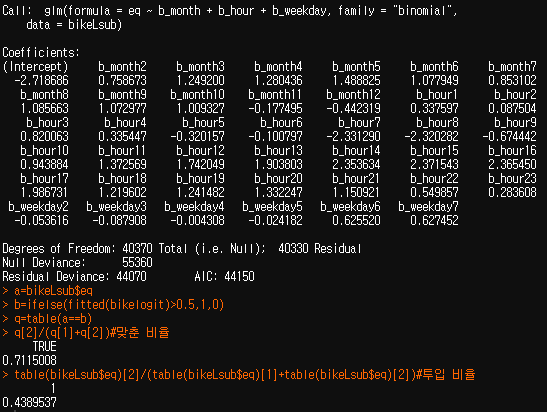 Call:  glm(formula = eq ~ b_month + b_hour + b_weekday, family = "binomial",
    data = bikeLsub)
Coefficients:
(Intercept)     b_month2     b_month3     b_month4     b_month5     b_month6     b_month7
  -2.718686     0.758673     1.249200     1.280436     1.488825     1.077949     0.853102
   b_month8     b_month9    b_month10    b_month11    b_month12      b_hour1      b_hour2
   1.085663     1.072977     1.009327    -0.177495    -0.442319     0.337597     0.087504
    b_hour3      b_hour4      b_hour5      b_hour6      b_hour7      b_hour8      b_hour9
   0.820063     0.335447    -0.320157    -0.100797    -2.331290    -2.320282    -0.674442
   b_hour10     b_hour11     b_hour12     b_hour13     b_hour14     b_hour15     b_hour16
   0.943884     1.372569     1.742049     1.903803     2.353634     2.371543     2.365450
   b_hour17     b_hour18     b_hour19     b_hour20     b_hour21     b_hour22     b_hour23
   1.986731     1.219602     1.241482     1.332247     1.150921     0.549857     0.283608
 b_weekday2   b_weekday3   b_weekday4   b_weekday5   b_weekday6   b_weekday7
  -0.053616    -0.087908    -0.004308    -0.024182     0.625520     0.627452
Degrees of Freedom: 40370 Total (i.e. Null);  40330 Residual
Null Deviance:      55360
Residual Deviance: 44070        AIC: 44150
> a=bikeLsub$eq
> b=ifelse(fitted(bikelogit)>0.5,1,0)
> q=table(a==b)
> q[2]/(q[1]+q[2])#맞춘 비율
     TRUE
0.7115008
> table(bikeLsub$eq)[2]/(table(bikeLsub$eq)[1]+table(bikeLsub$eq)[2])#투입 비율
        1
0.4389537